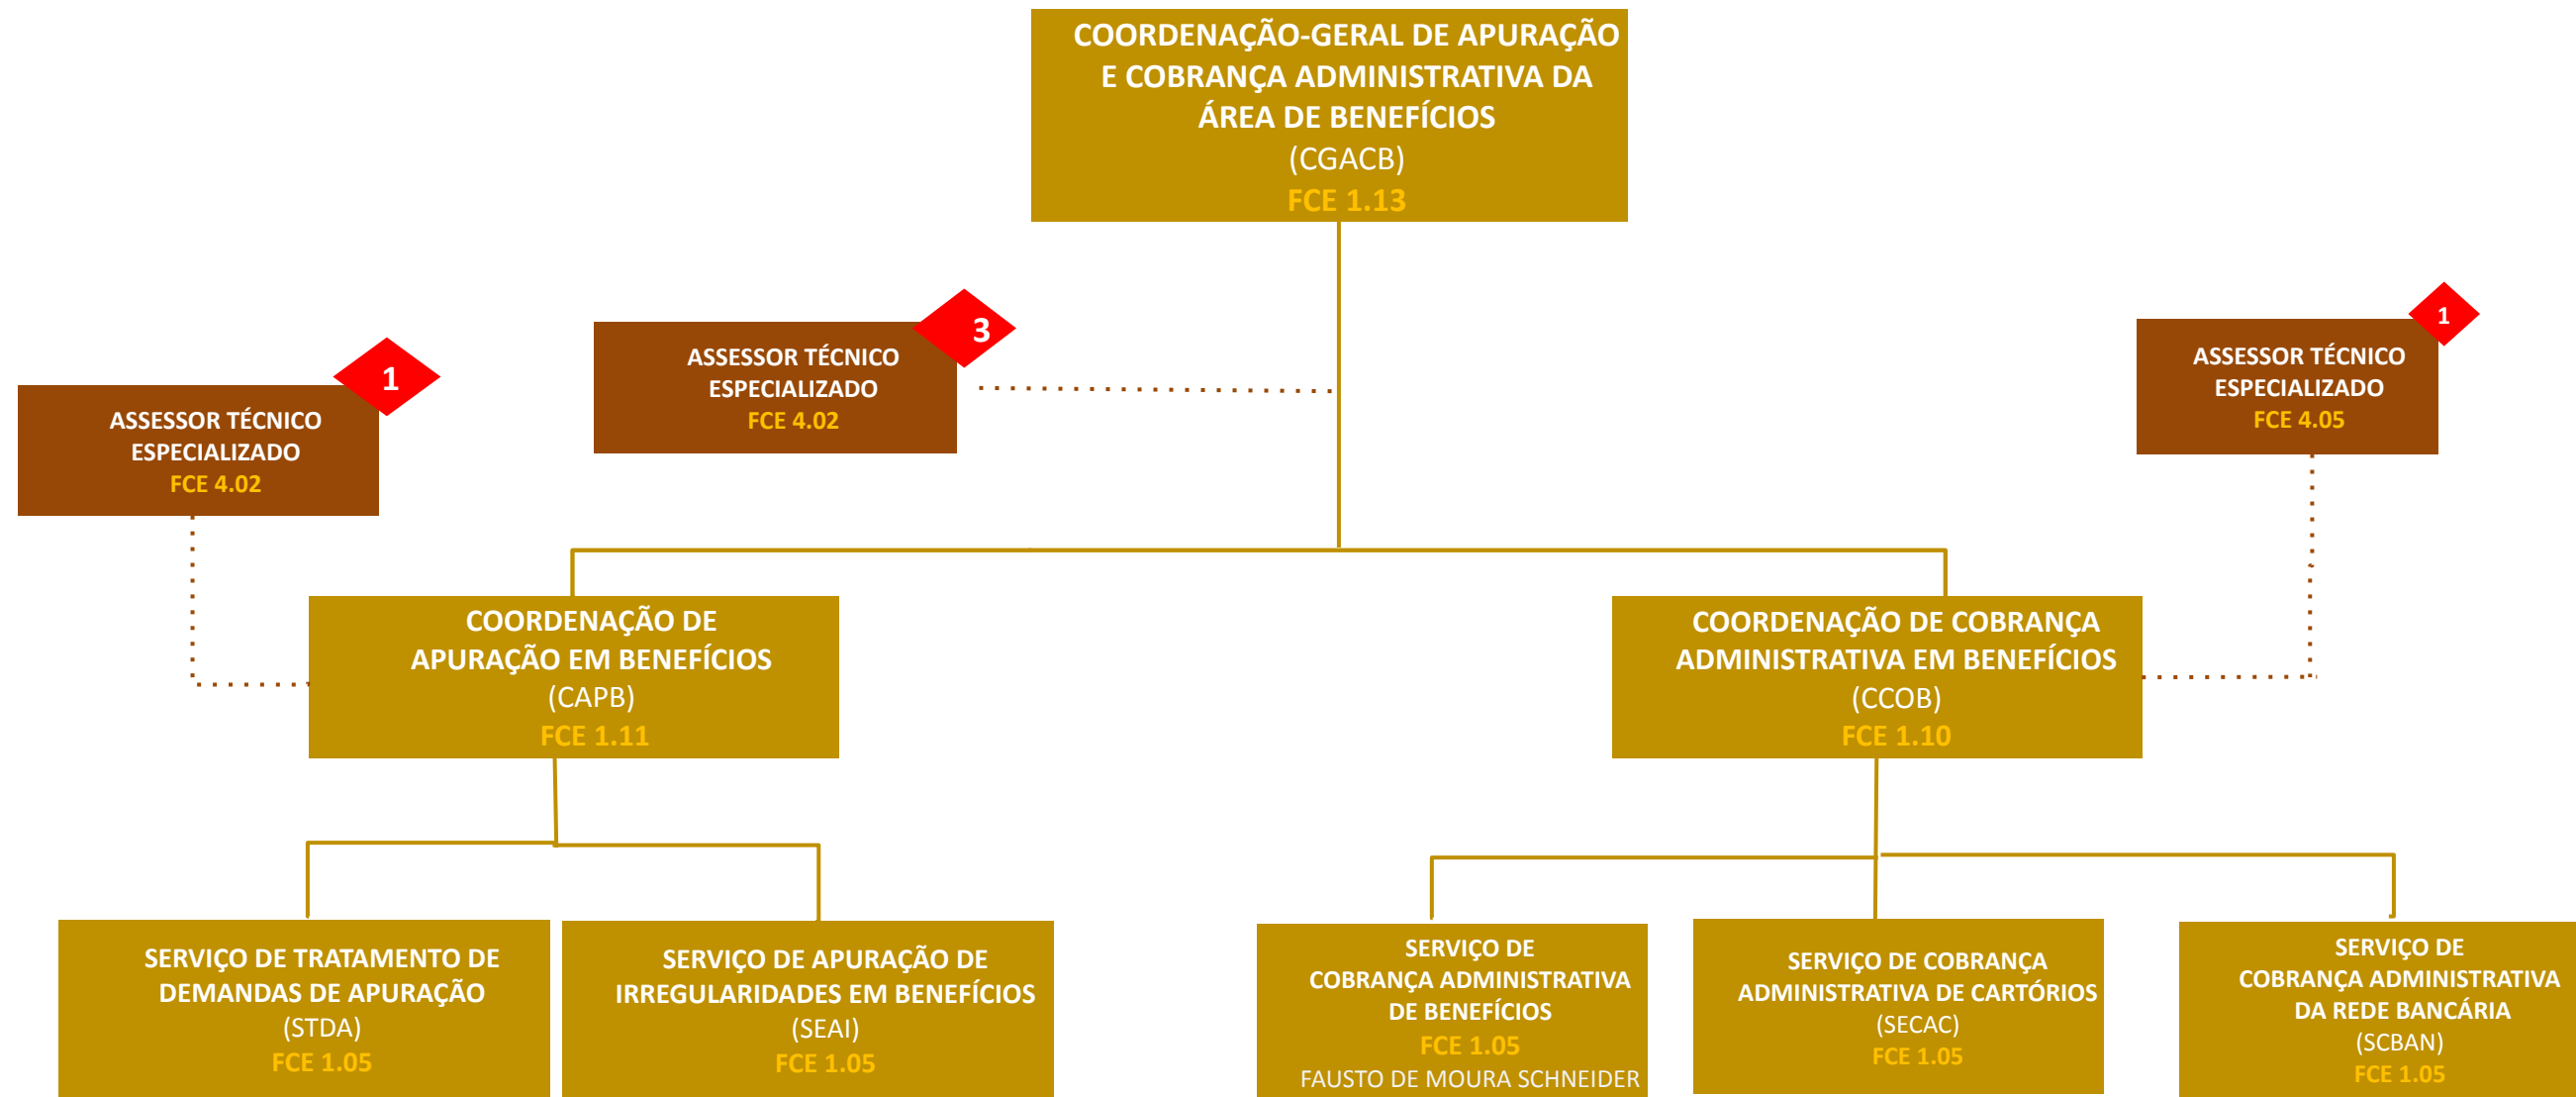 COORDENAÇÃO-GERAL DE APURAÇÃO
E COBRANÇA ADMINISTRATIVA DA
ÁREA DE BENEFÍCIOS
(CGACB)
FCE 1.13
3
ASSESSOR TÉCNICO
ESPECIALIZADO
FCE 4.02
1
ASSESSOR TÉCNICO
ESPECIALIZADO
FCE 4.05
1
ASSESSOR TÉCNICO
ESPECIALIZADO
FCE 4.02
COORDENAÇÃO DE
APURAÇÃO EM BENEFÍCIOS
(CAPB)
FCE 1.11
COORDENAÇÃO DE COBRANÇA
ADMINISTRATIVA EM BENEFÍCIOS
(CCOB)
FCE 1.10
SERVIÇO DE TRATAMENTO DE
DEMANDAS DE APURAÇÃO
(STDA)
FCE 1.05
SERVIÇO DE APURAÇÃO DE
IRREGULARIDADES EM BENEFÍCIOS
(SEAI)
FCE 1.05
SERVIÇO DE
COBRANÇA ADMINISTRATIVA
DE BENEFÍCIOS
FCE 1.05
FAUSTO DE MOURA SCHNEIDER
SERVIÇO DE COBRANÇA
ADMINISTRATIVA DE CARTÓRIOS
(SECAC)
FCE 1.05
SERVIÇO DE
COBRANÇA ADMINISTRATIVA
DA REDE BANCÁRIA
(SCBAN)
FCE 1.05